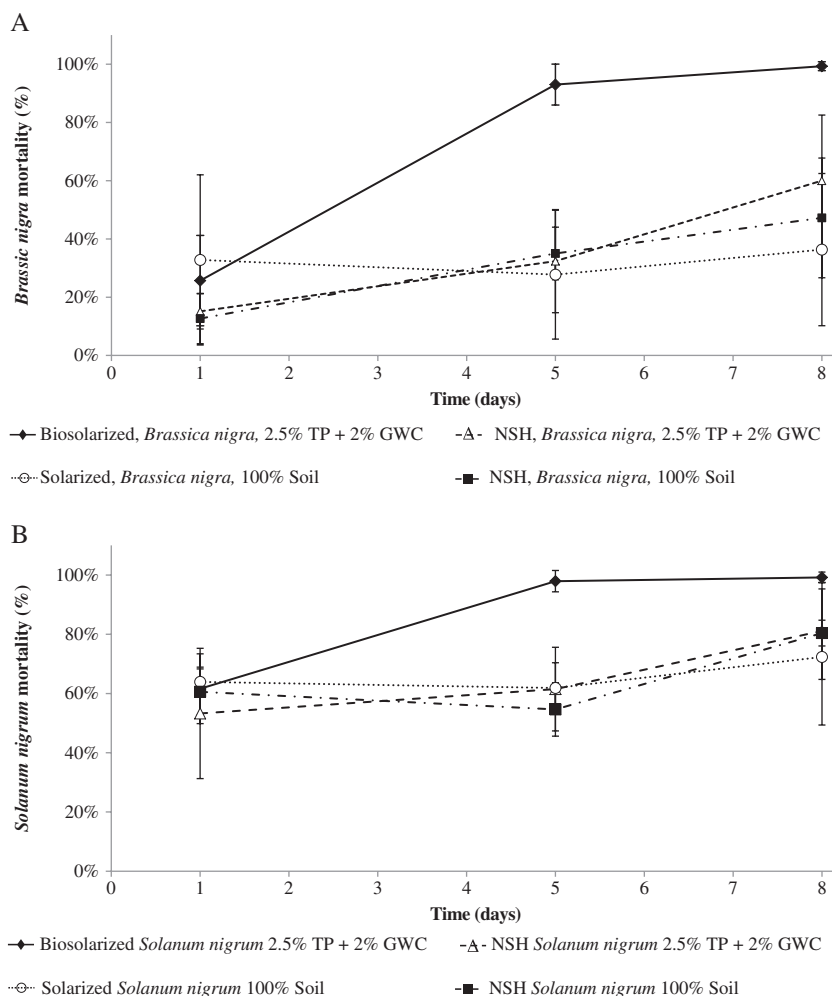 A
Brassic nigra mortality (%)
100%
80%
60%
40%
20%
0%
0 1 2 3 4 5 6 7 8
Time (days)
Biosolarized, Brassica nigra, 2.5% TP + 2% GWC
NSH, Brassica nigra, 2.5% TP + 2% GWC
Solarized, Brassica nigra, 100% Soil
NSH, Brassica nigra, 100% Soil
B
Solanum nigrum mortality (%)
100%
80%
60%
40%
20%
0%
0 1 2 3 4 5 6 7 8
Time (days)
Biosolarized Solanum nigrum 2.5% TP + 2% GWC
NSH Solanum nigrum 2.5% TP + 2% GWC
Solarized Solanum nigrum 100% Soil
NSH Solanum nigrum 100% Soil